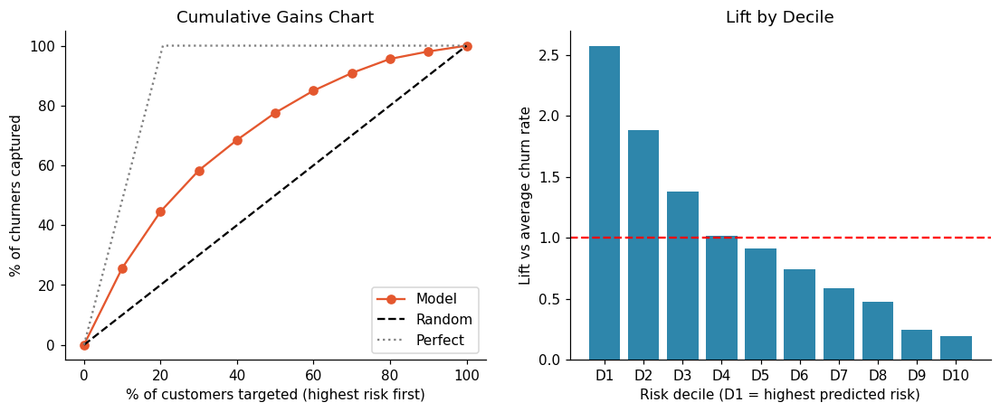 Cumulative Gains Chart
% of churners captured
100
80
60
40
20
0
Model
Random
Perfect
0 20 40 60 80 100
% of customers targeted (highest risk first)
Lift by Decile
Lift vs average churn rate
2.5
2.0
1.5
1.0
0.5
0.0
D1 D2 D3 D4 D5 D6 D7 D8 D9 D10
Risk decile (D1 = highest predicted risk)